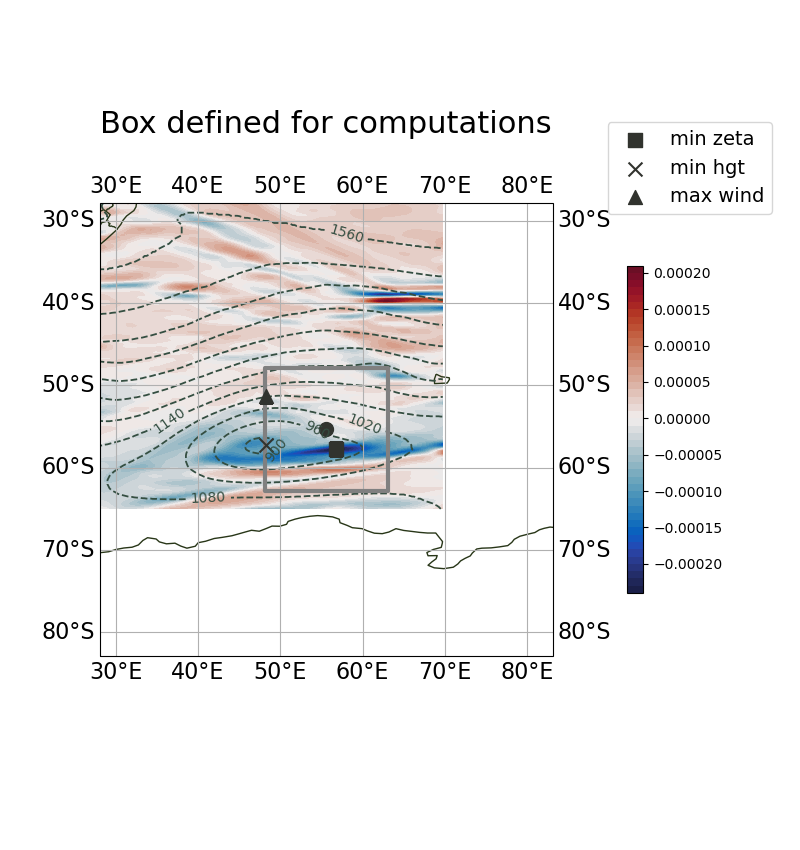 Box defined for computations
min zeta
min hgt
max wind
30°E 40°E 50°E 60°E 70°E 80°E
30°S 30°S
40°S 40°S
50°S 50°S
60°S 60°S
70°S 70°S
80°S 80°S
30°E 40°E 50°E 60°E 70°E 80°E
1560
1140
1020
900
1080
0.00020
0.00015
0.00010
0.00005
0.00000
−0.00005
−0.00010
−0.00015
−0.00020